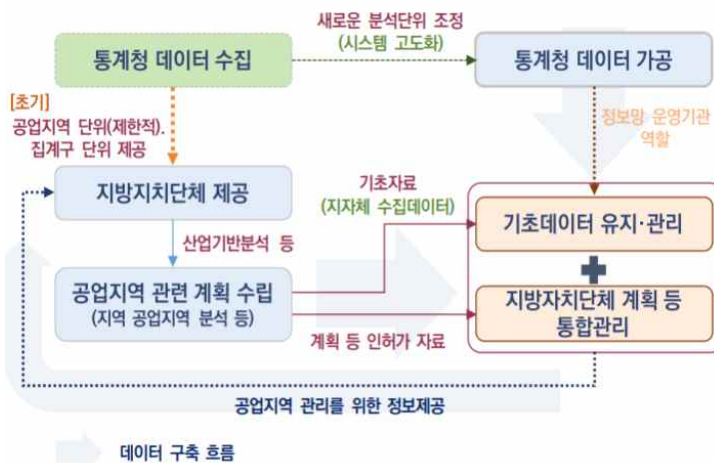 새로운 분석단위 조정
(시스템 고도화)
통계청 데이터 수집
통계청 데이터 가공
[초기]
공업지역 단위(제한적).
집계구 단위 제공
정보망 운영기관
역할
지방지치단체 제공
기초자료
(지자체 수집데이터)
기초데이터 유지·관리
산업기반분석 등
공업지역 관련 계획 수립
(지역 공업지역 분석 등)
지방자치단체 계획 등
통합관리
계획 등 인허가 자료
공업지역 관리를 위한 정보제공
데이터 구축 흐름